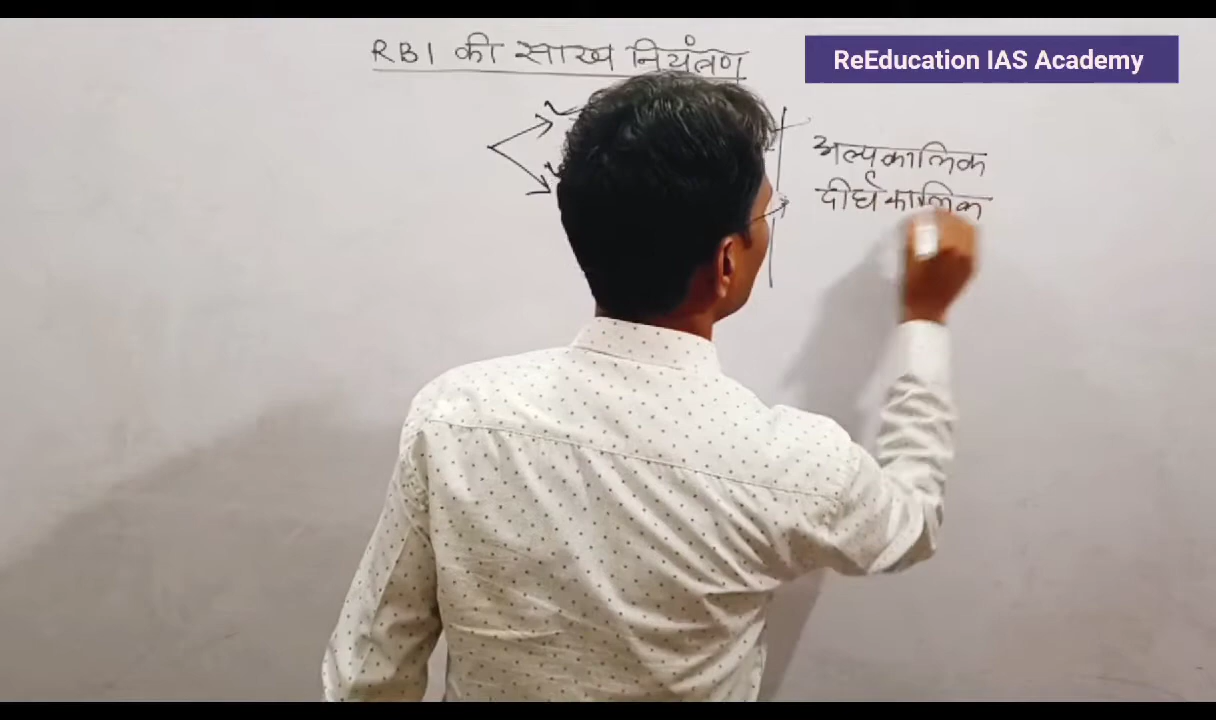 RBI की साख नियंत्रण
ReEducation IAS Academy
अल्पकालिक
दीर्घकालिक